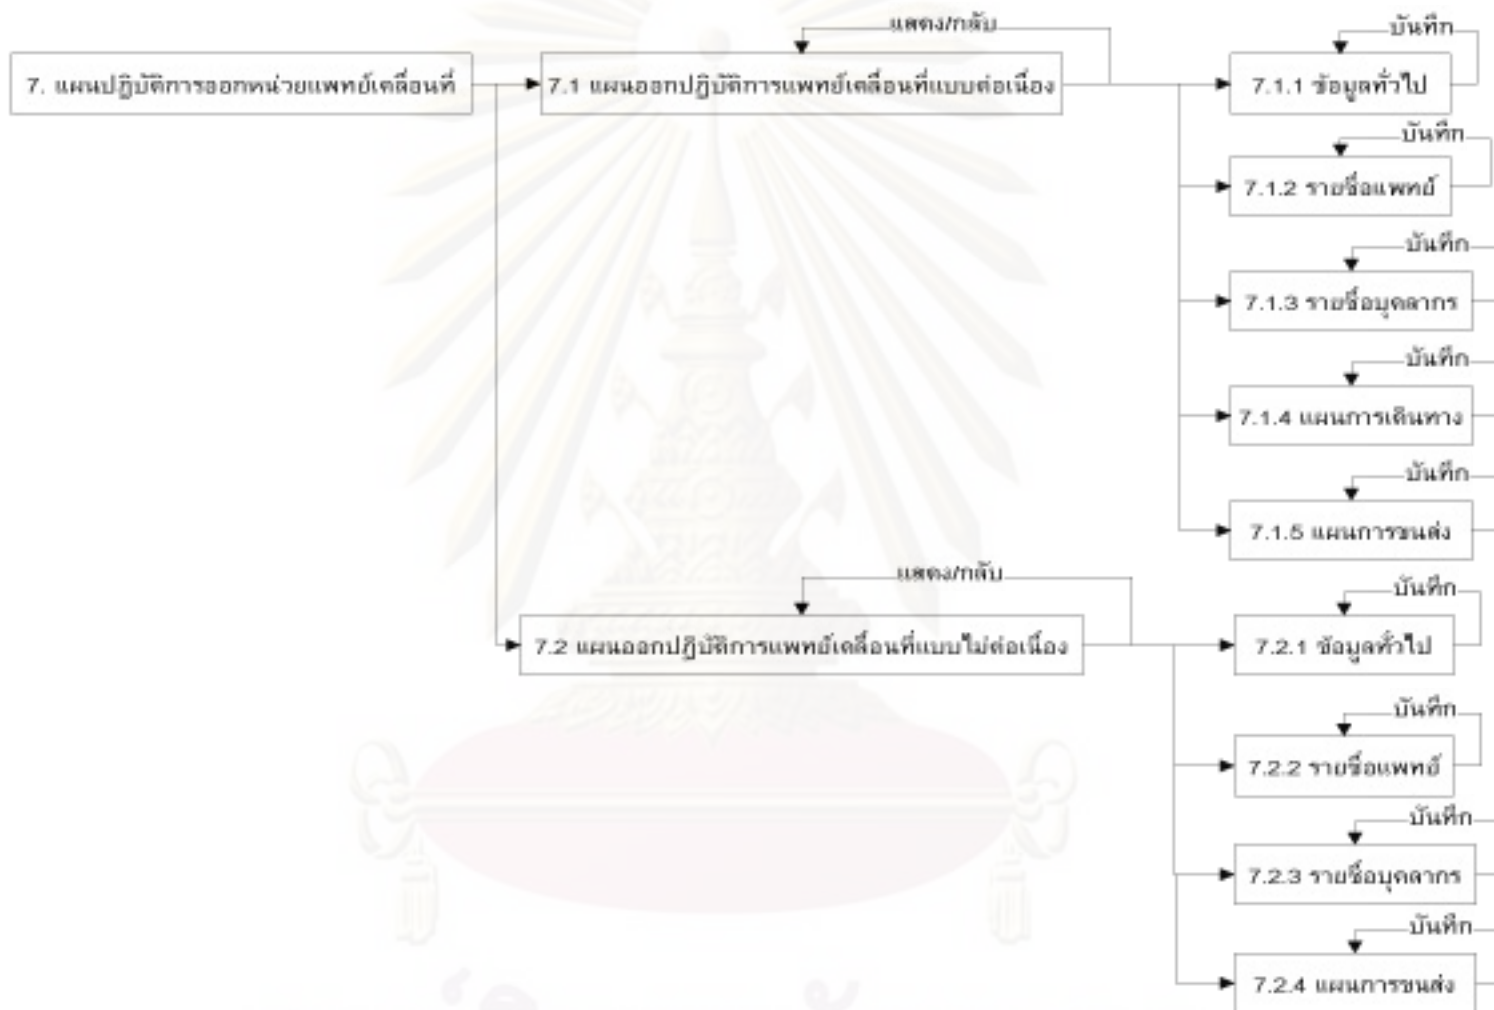 แสดง/กลับ
บันทึก
7. แผนปฏิบัติการออกหน่วยแพทย์เคลื่อนที่
7.1 แผนออกปฏิบัติการแพทย์เคลื่อนที่แบบต่อเนื่อง
7.1.1 ข้อมูลทั่วไป
บันทึก
7.1.2 รายชื่อแพทย์
บันทึก
7.1.3 รายชื่อบุคลากร
บันทึก
7.1.4 แผนการเดินทาง
บันทึก
7.1.5 แผนการขนส่ง
แสดง/กลับ
บันทึก
7.2 แผนออกปฏิบัติการแพทย์เคลื่อนที่แบบไม่ต่อเนื่อง
7.2.1 ข้อมูลทั่วไป
บันทึก
7.2.2 รายชื่อแพทย์
บันทึก
7.2.3 รายชื่อบุคลากร
บันทึก
7.2.4 แผนการขนส่ง